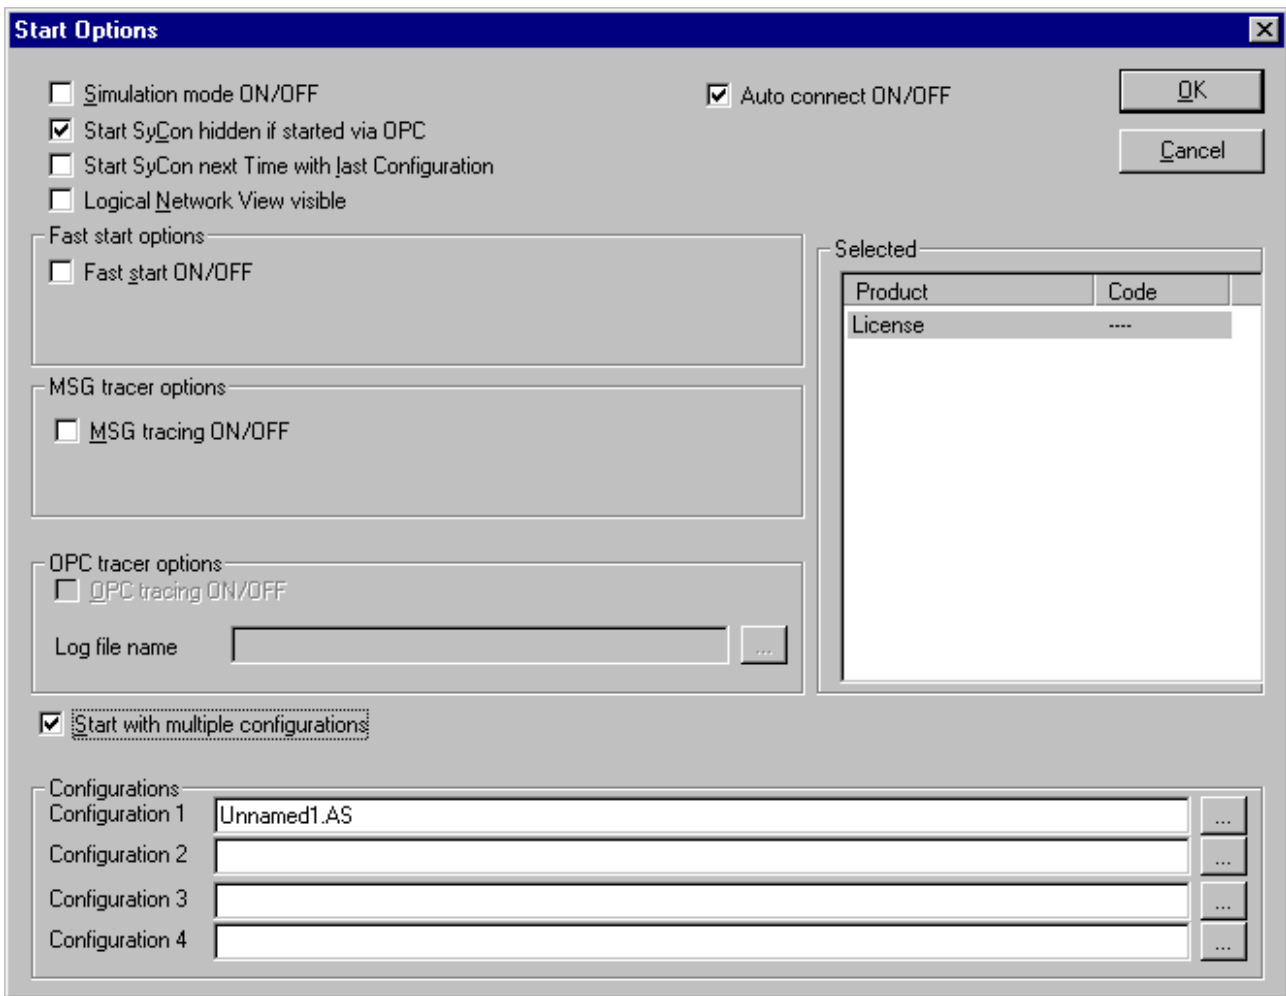 Start Options
Simulation mode ON/OFF
Auto connect ON/OFF
OK
Start SyCon hidden if started via OPC
Start SyCon next Time with last Configuration
Cancel
Logical Network View visible
Fast start options
Fast start ON/OFF
Selected
Product Code
License ----
MSG tracer options
MSG tracing ON/OFF
OPC tracer options
OPC tracing ON/OFF
Log file name ...
Start with multiple configurations
Configurations
Configuration 1 Unnamed1.AS ...
Configuration 2 ...
Configuration 3 ...
Configuration 4 ...